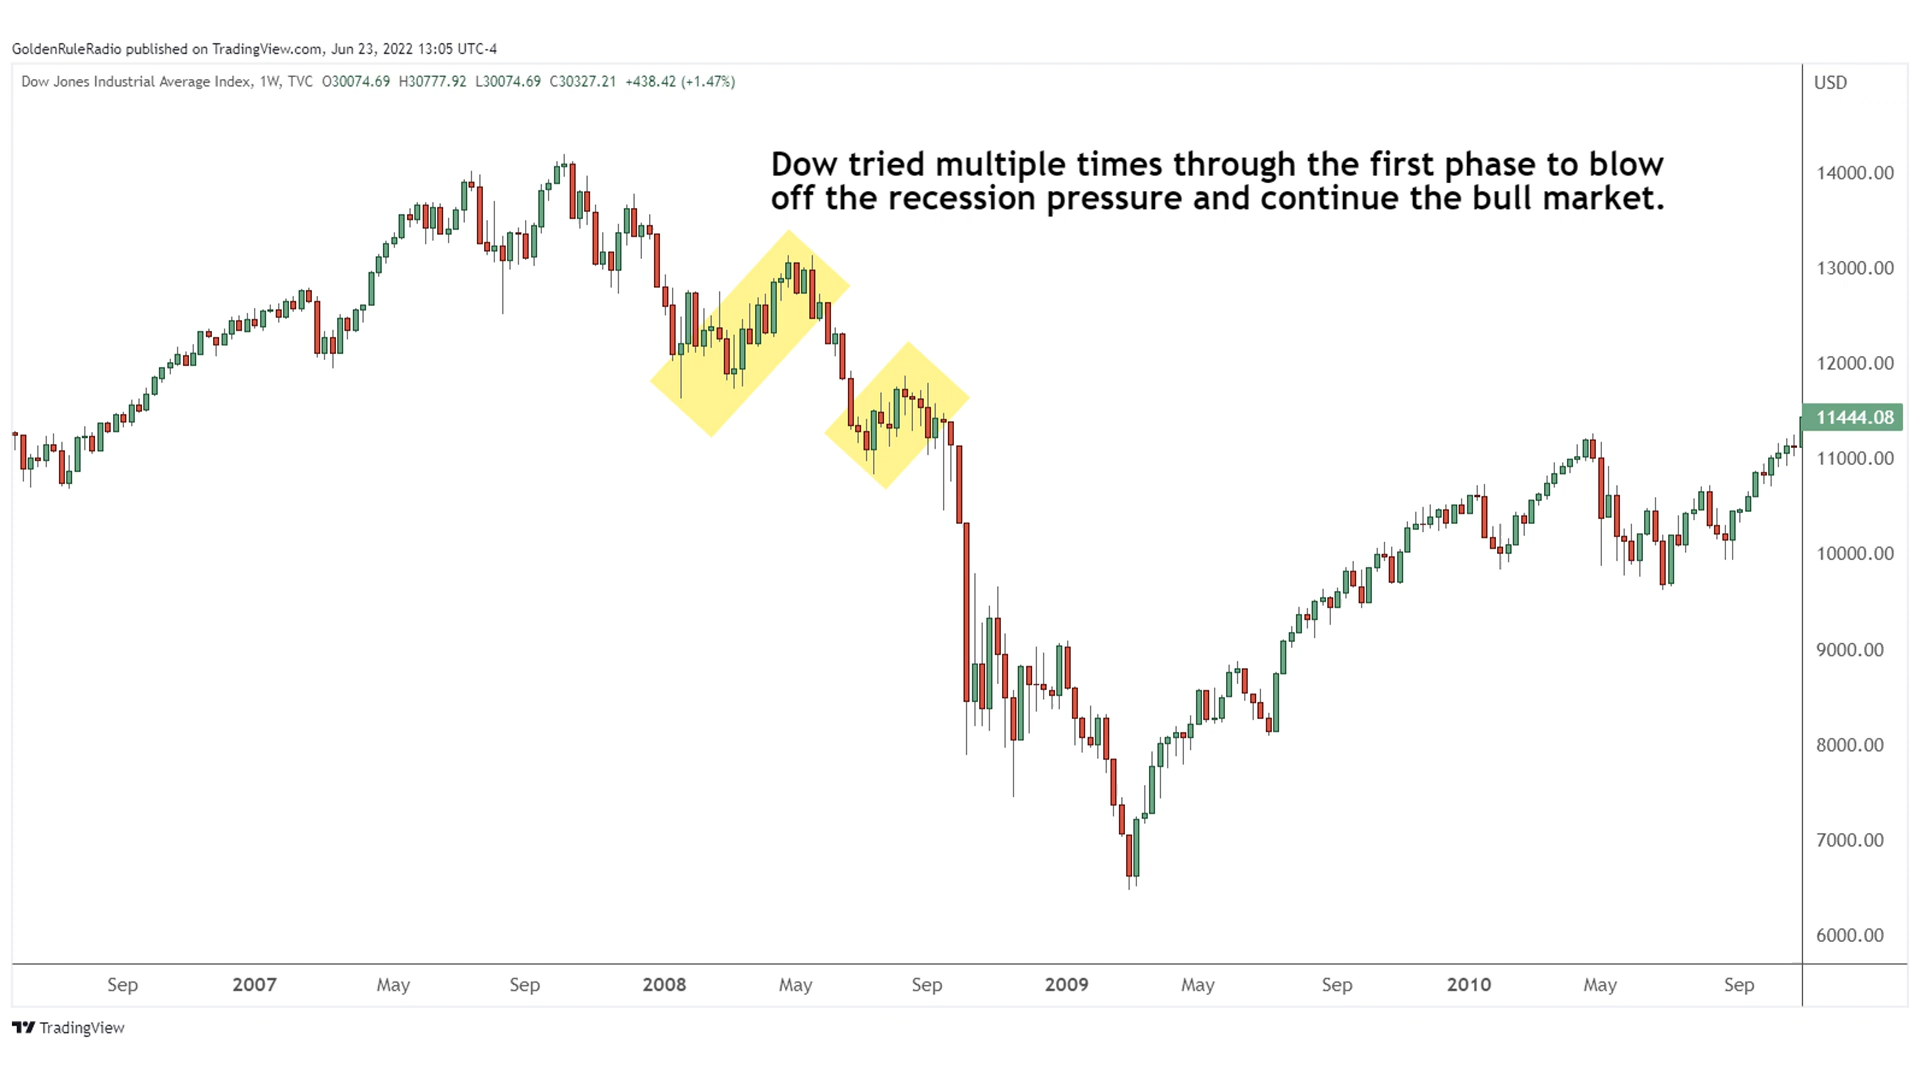 GoldenRuleRadio published on TradingView.com, Jun 23, 2022 13:05 UTC-4
Dow Jones Industrial Average Index, 1W, TVC O30074.69 H30777.92 L30074.69 C30327.21 +438.42 (+1.47%)
USD
Dow tried multiple times through the first phase to blow
off the recession pressure and continue the bull market.
14000.00
13000.00
12000.00
11444.08
11000.00
10000.00
9000.00
8000.00
7000.00
6000.00
Sep 2007 May Sep 2008 May Sep 2009 May Sep 2010 May Sep
TradingView